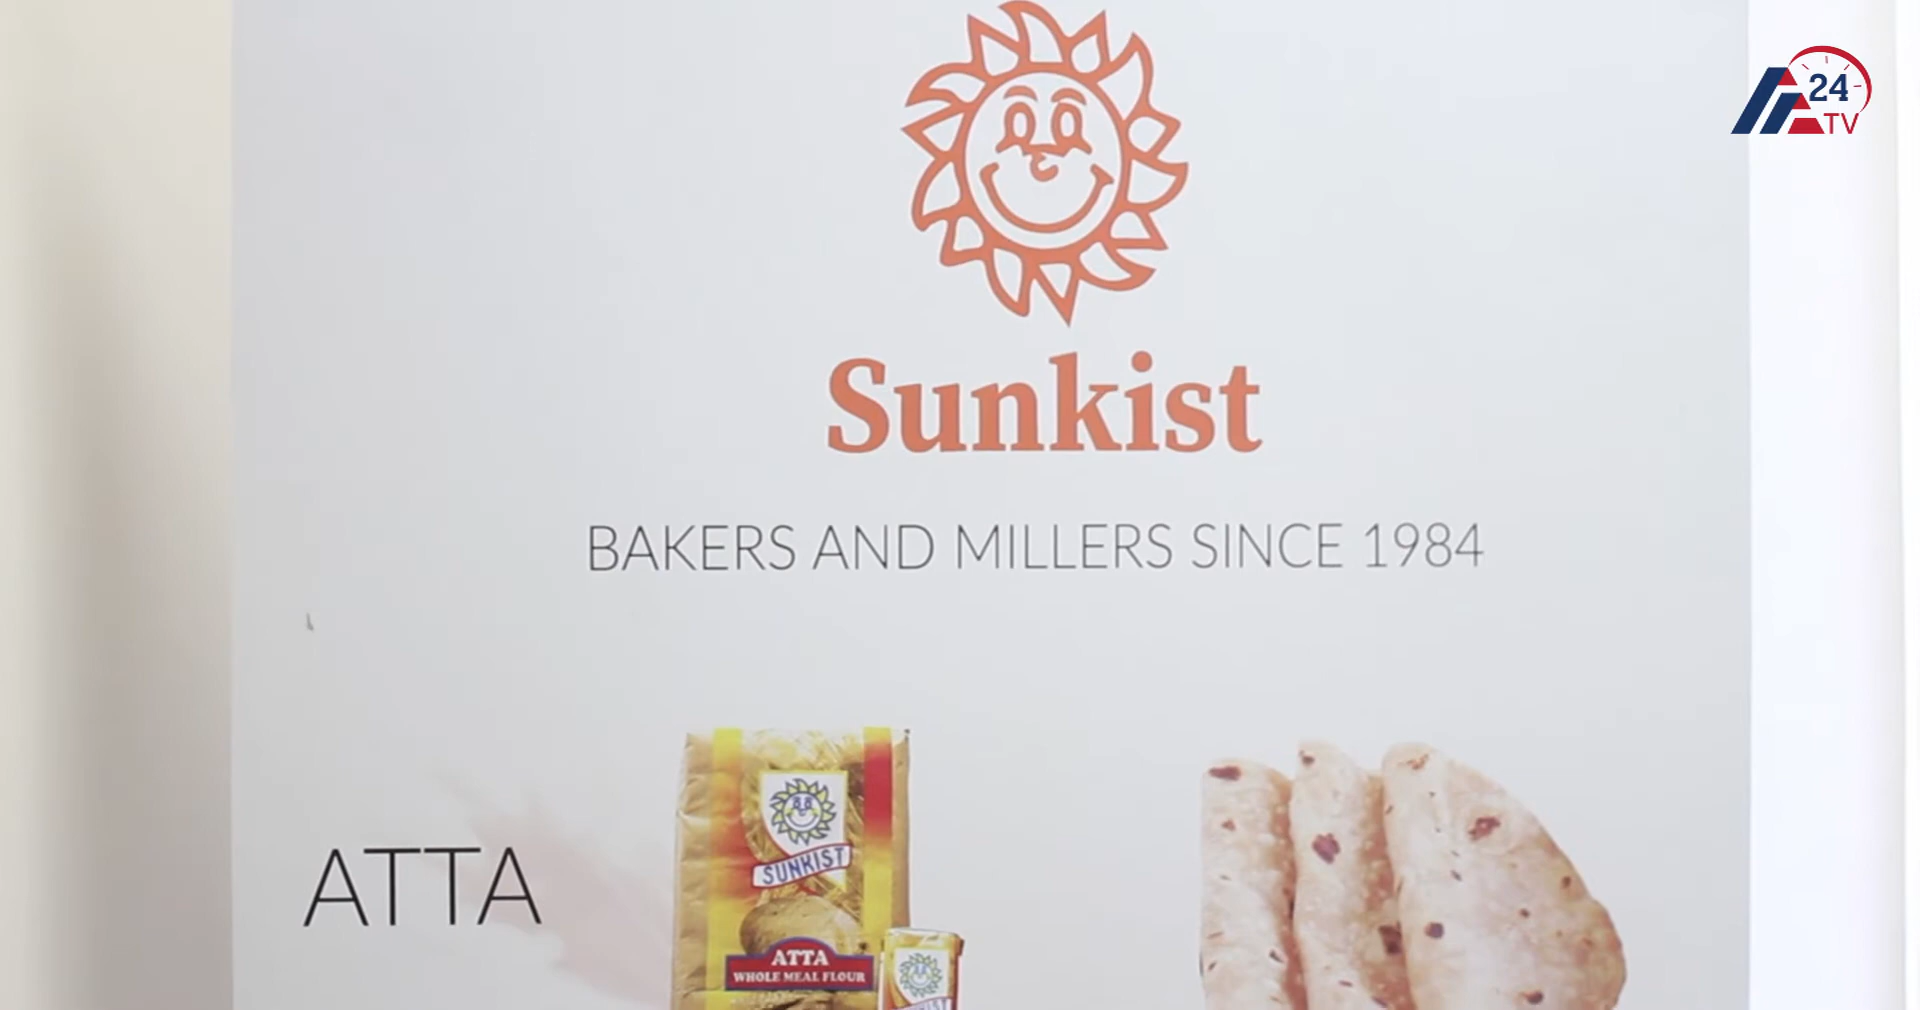 24
TV
Sunkist
BAKERS AND MILLERS SINCE 1984
ATTA
SUNKIST
ATTA
WHOLE MEAL FLOUR